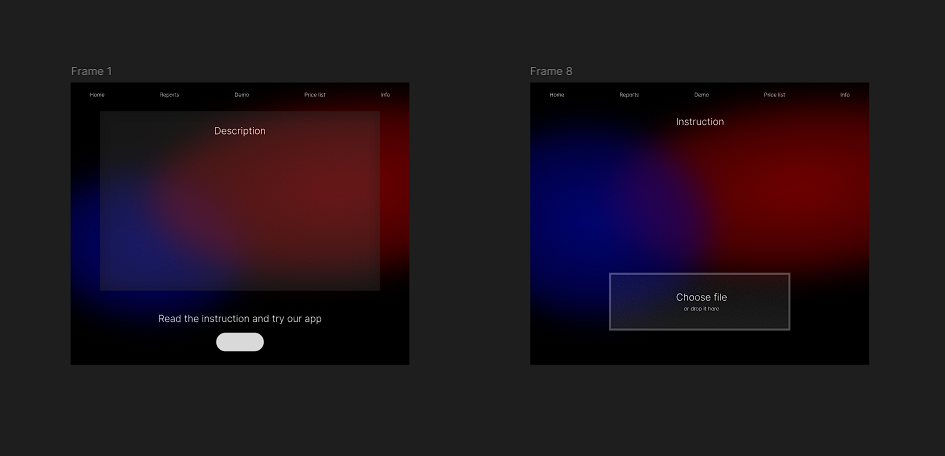 Frame 1
Home Reports Demo Price list Info
Description
Read the instruction and try our app
Frame 8
Home Reports Demo Price list Info
Instruction
Choose file
or drop it here